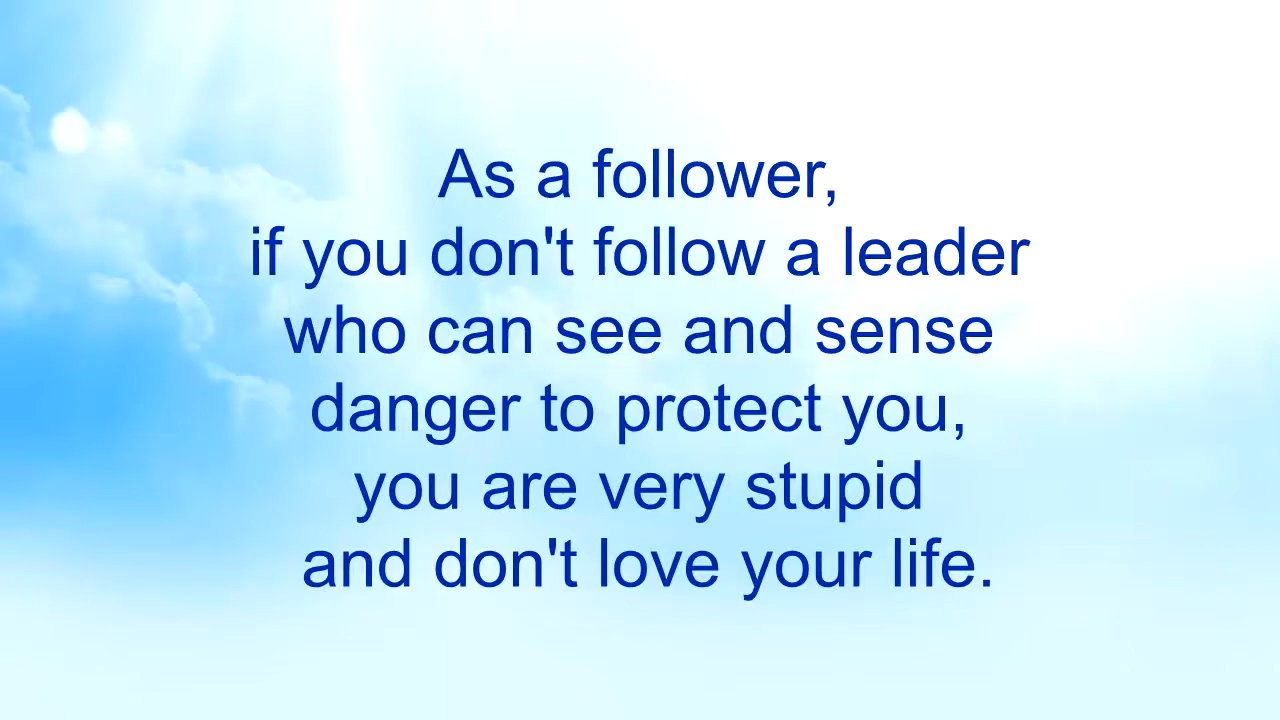 As a follower,
if you don't follow a leader
who can see and sense
danger to protect you,
you are very stupid
and don't love your life.